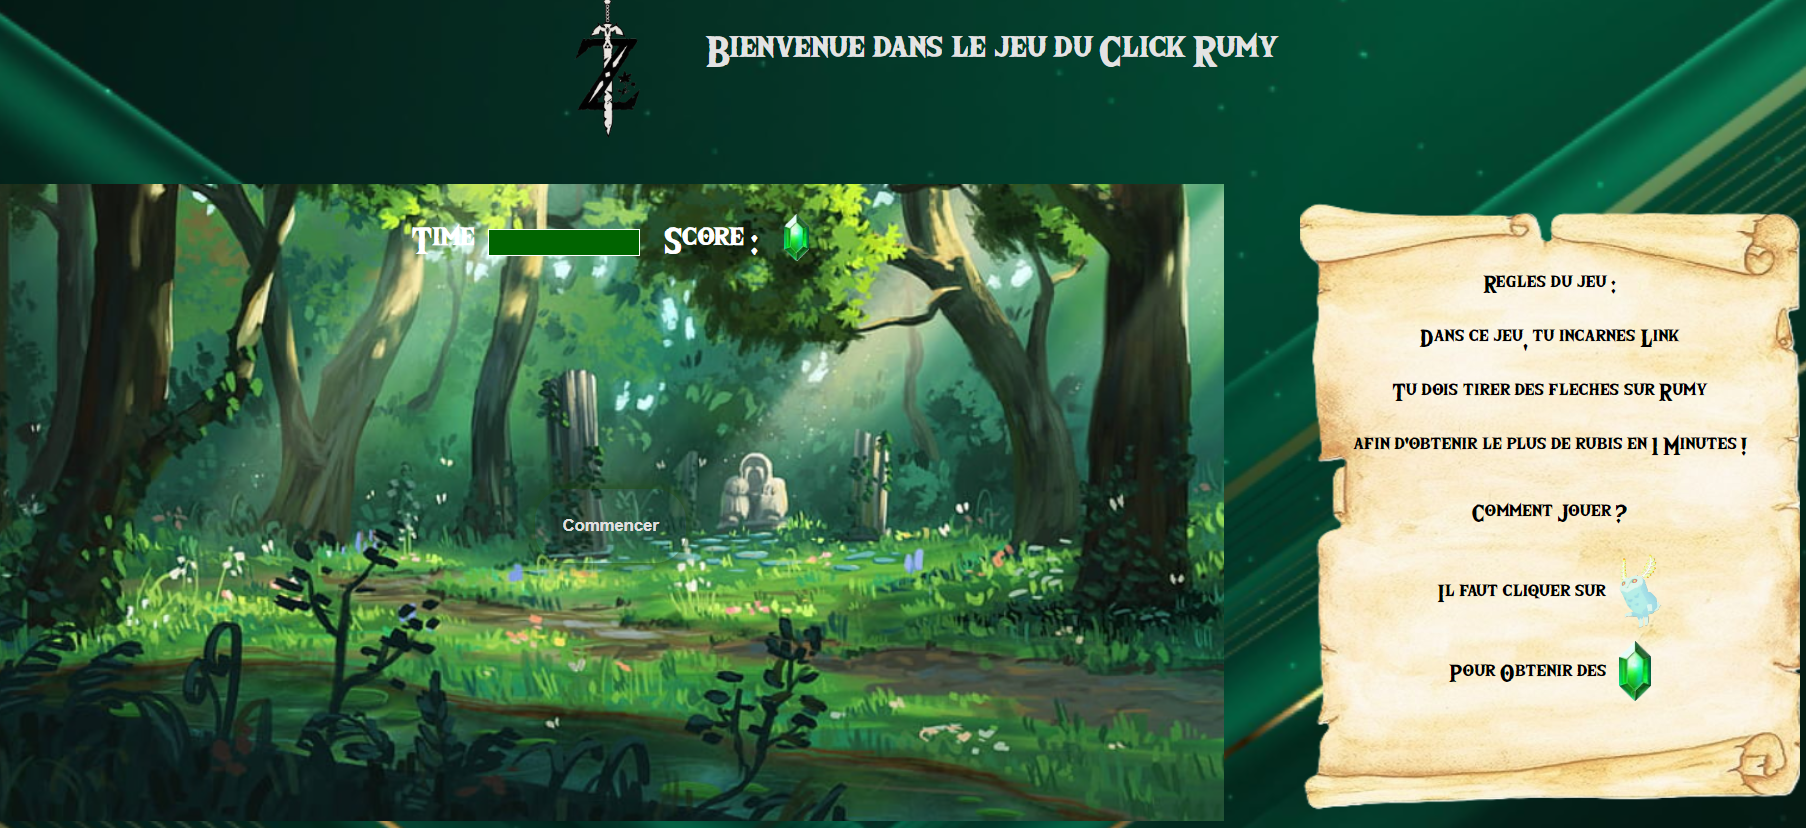 Z
Bienvenue dans le jeu du Click Rumy
Time
Score :
Commencer
Regles du jeu :
Dans ce jeu, tu incarnes Link
Tu dois tirer des fleches sur Rumy
afin d'obtenir le plus de rubis en 1 Minutes !
Comment Jouer ?
Il faut cliquer sur
Pour Obtenir des